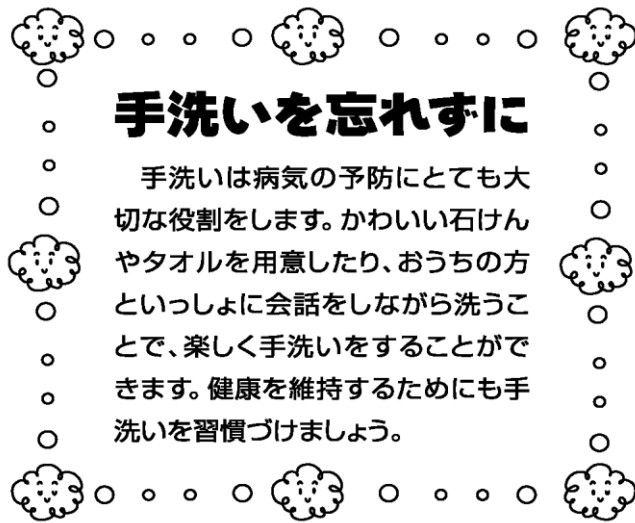 手洗いを忘れずに
　手洗いは病気の予防にとても大
切な役割をします。かわいい石けん
やタオルを用意したり、おうちの方
といっしょに会話をしながら洗うこ
とで、楽しく手洗いをすることがで
きます。健康を維持するためにも手
洗いを習慣づけましょう。